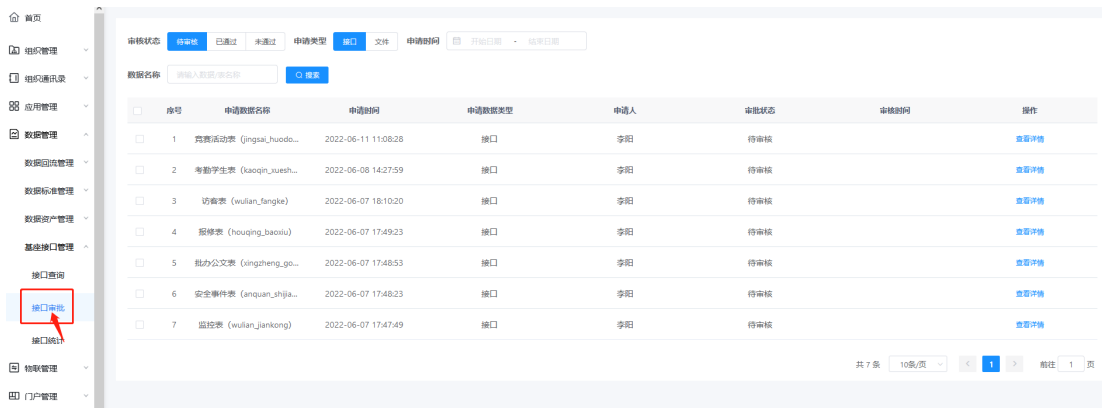 首页
组织管理
组织通讯录
应用管理
数据管理
数据回流管理
数据标准管理
数据资产管理
基座接口管理
接口查询
接口审批
接口统计
物联管理
门户管理
审核状态 待审核 已通过 未通过 申请类型 接口 文件 申请时间 开始日期 - 结束日期
数据名称 请输入数据/表名称 搜索
序号 申请数据名称 申请时间 申请数据类型 申请人 审批状态 审核时间 操作
1 竞赛活动表（jingsai_huodo... 2022-06-11 11:08:28 接口 李阳 待审核 查看详情
2 考勤学生表（kaoqin_xuesh... 2022-06-08 14:27:59 接口 李阳 待审核 查看详情
3 访客表（wulian_fangke） 2022-06-07 18:10:20 接口 李阳 待审核 查看详情
4 报修表（houqing_baoxiu） 2022-06-07 17:49:23 接口 李阳 待审核 查看详情
5 批办公文表（xingzheng_go... 2022-06-07 17:48:53 接口 李阳 待审核 查看详情
6 安全事件表（anquan_shijia... 2022-06-07 17:48:23 接口 李阳 待审核 查看详情
7 监控表（wulian_jiankong） 2022-06-07 17:47:49 接口 李阳 待审核 查看详情
共 7 条 10条/页 < 1 > 前往 1 页